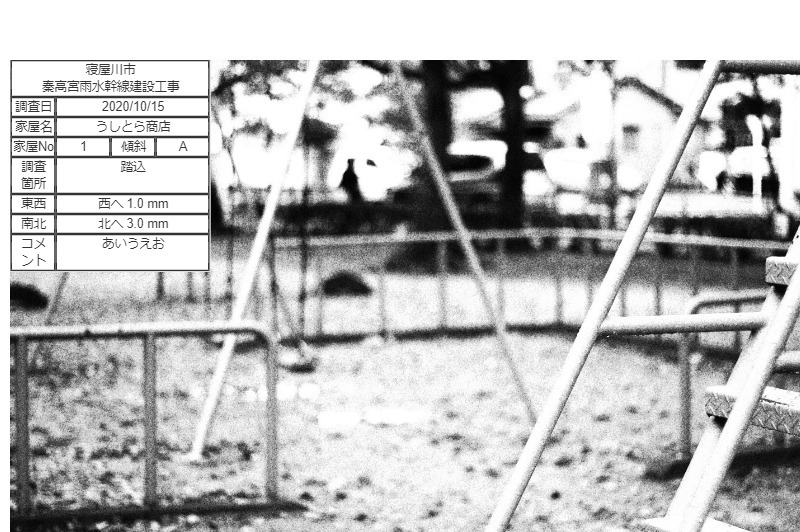 寝屋川市
秦高宮雨水幹線建設工事
調査日 2020/10/15
家屋名 うしとら商店
家屋No 1 傾斜 A
調査 踏込
箇所
東西 西へ 1.0 mm
南北 北へ 3.0 mm
コメ あいうえお
ント